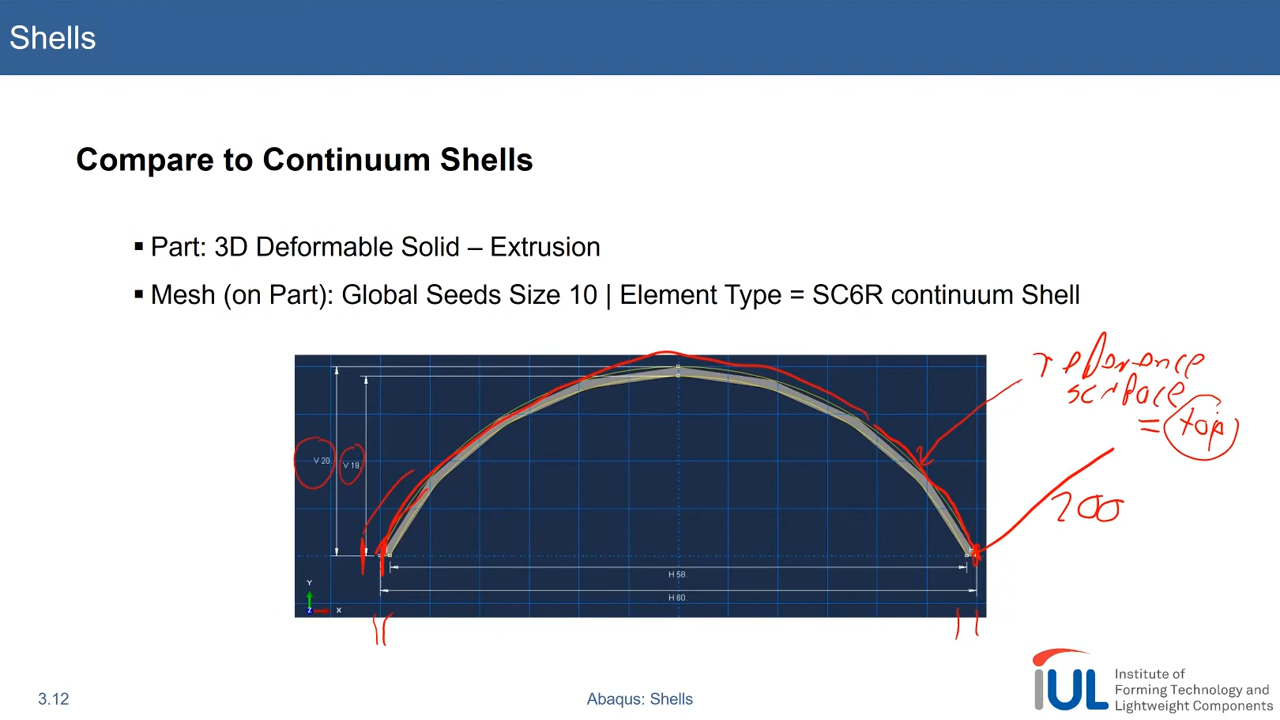 Shells
Compare to Continuum Shells
▪ Part: 3D Deformable Solid – Extrusion
▪ Mesh (on Part): Global Seeds Size 10 | Element Type = SC6R continuum Shell
reference
surface
= top
200
V 20.
V 19.
H 58.
H 60.
Y
Z
X
3.12
Abaqus: Shells
IUL
Institute of
Forming Technology and
Lightweight Components